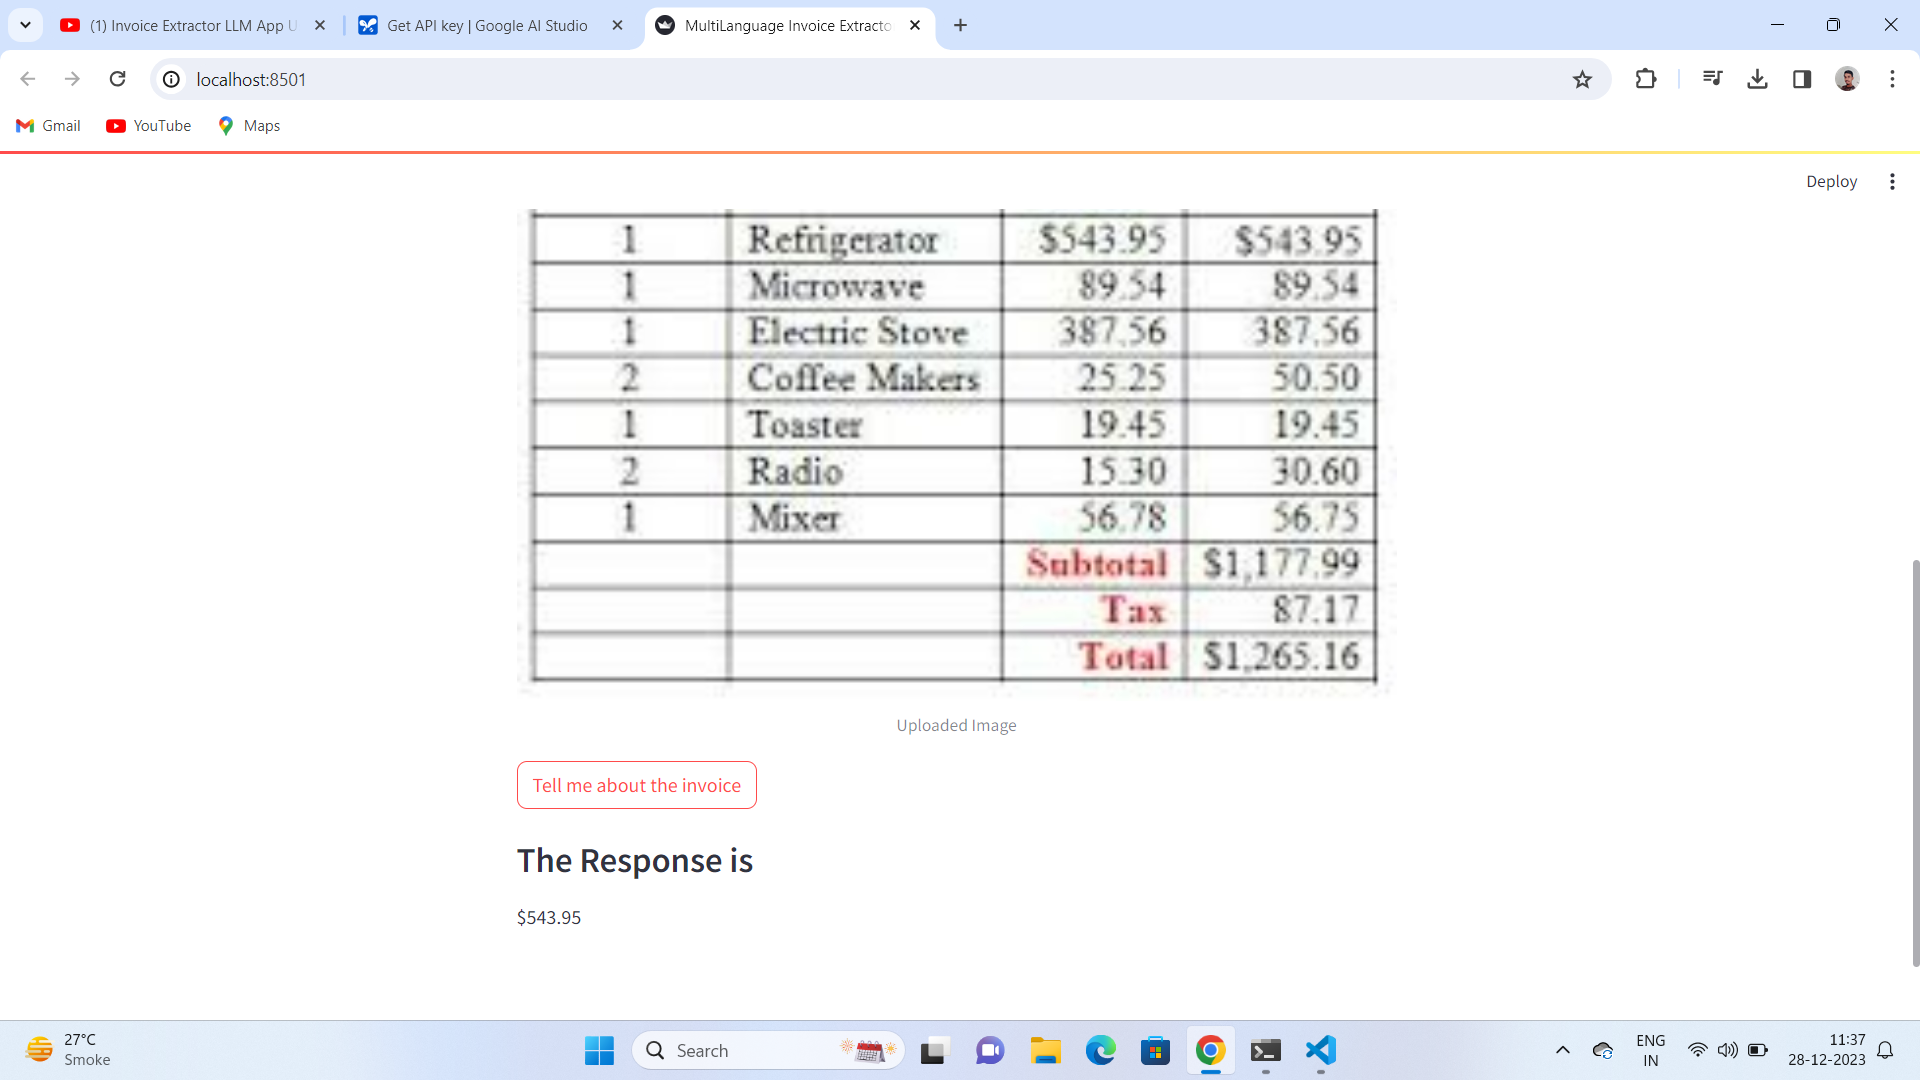 (1) Invoice Extractor LLM App U
Get API key | Google AI Studio
MultiLanguage Invoice Extracto
localhost:8501
Gmail YouTube Maps
Deploy
1 Refrigerator $543.95 $543.95
1 Microwave 89.54 89.54
1 Electric Stove 387.56 387.56
2 Coffee Makers 25.25 50.50
1 Toaster 19.45 19.45
2 Radio 15.30 30.60
1 Mixer 56.78 56.75
Subtotal $1,177.99
Tax 87.17
Total $1,265.16
Uploaded Image
Tell me about the invoice
The Response is
$543.95
27°C
Smoke
Search
ENG
IN
11:37
28-12-2023